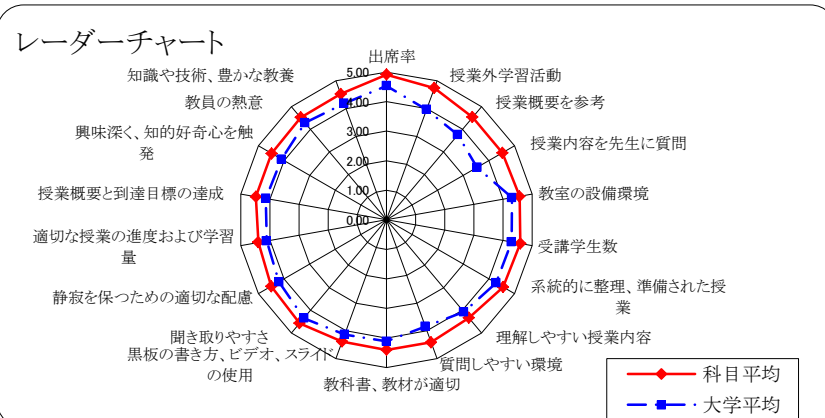 レーダーチャート
出席率
授業外学習活動
授業概要を参考
授業内容を先生に質問
教室の設備環境
受講学生数
系統的に整理、準備された授
業
理解しやすい授業内容
質問しやすい環境
教科書、教材が適切
黒板の書き方、ビデオ、スライド
の使用
聞き取りやすさ
静寂を保つための適切な配慮
適切な授業の進度および学習
量
授業概要と到達目標の達成
興味深く、知的好奇心を触
発
教員の熱意
知識や技術、豊かな教養
5.00
4.00
3.00
2.00
1.00
0.00
科目平均
大学平均